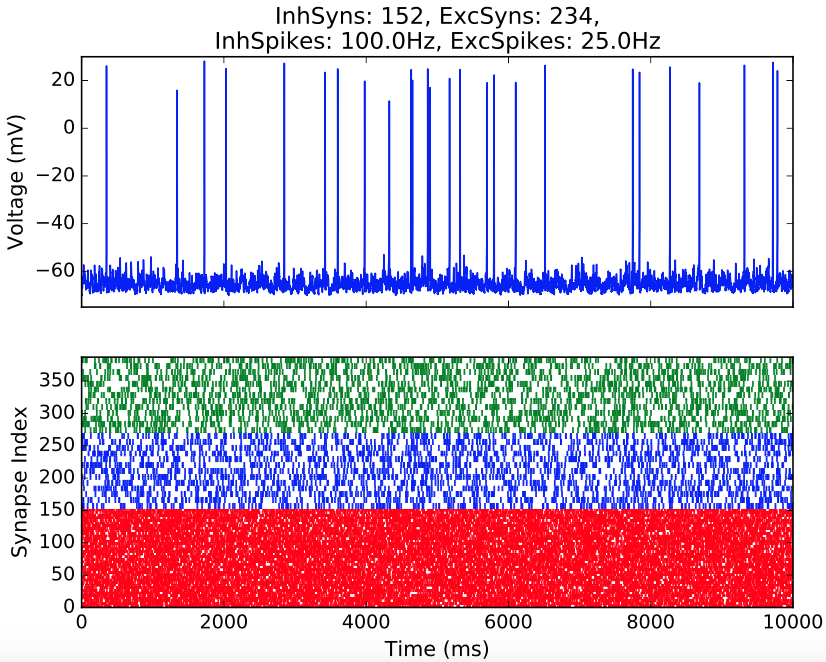 InhSyns: 152, ExcSyns: 234,
InhSpikes: 100.0Hz, ExcSpikes: 25.0Hz
Voltage (mV)
20
0
−20
−40
−60
Synapse Index
350
300
250
200
150
100
50
0
0 2000 4000 6000 8000 10000
Time (ms)